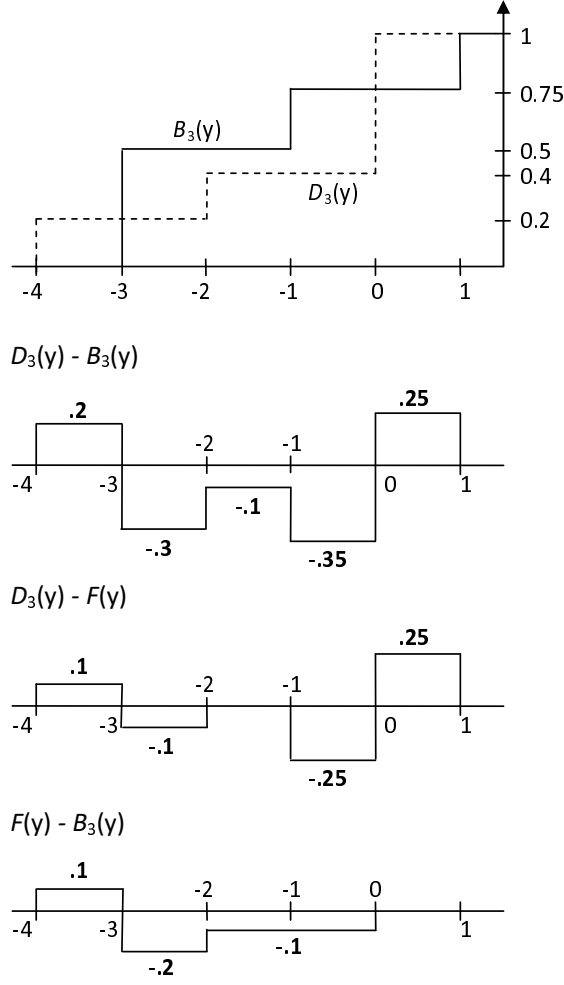 1
0.75
B3(y)
0.5
0.4
D3(y)
0.2
-4 -3 -2 -1 0 1
D3(y) - B3(y)
.2 .25
-2 -1
-4 -3 0 1
-.1
-.3 -.35
D3(y) - F(y)
.25
.1
-2 -1
-4 -3 0 1
-.1
-.25
F(y) - B3(y)
.1
-2 -1 0
-4 -3 1
-.1
-.2